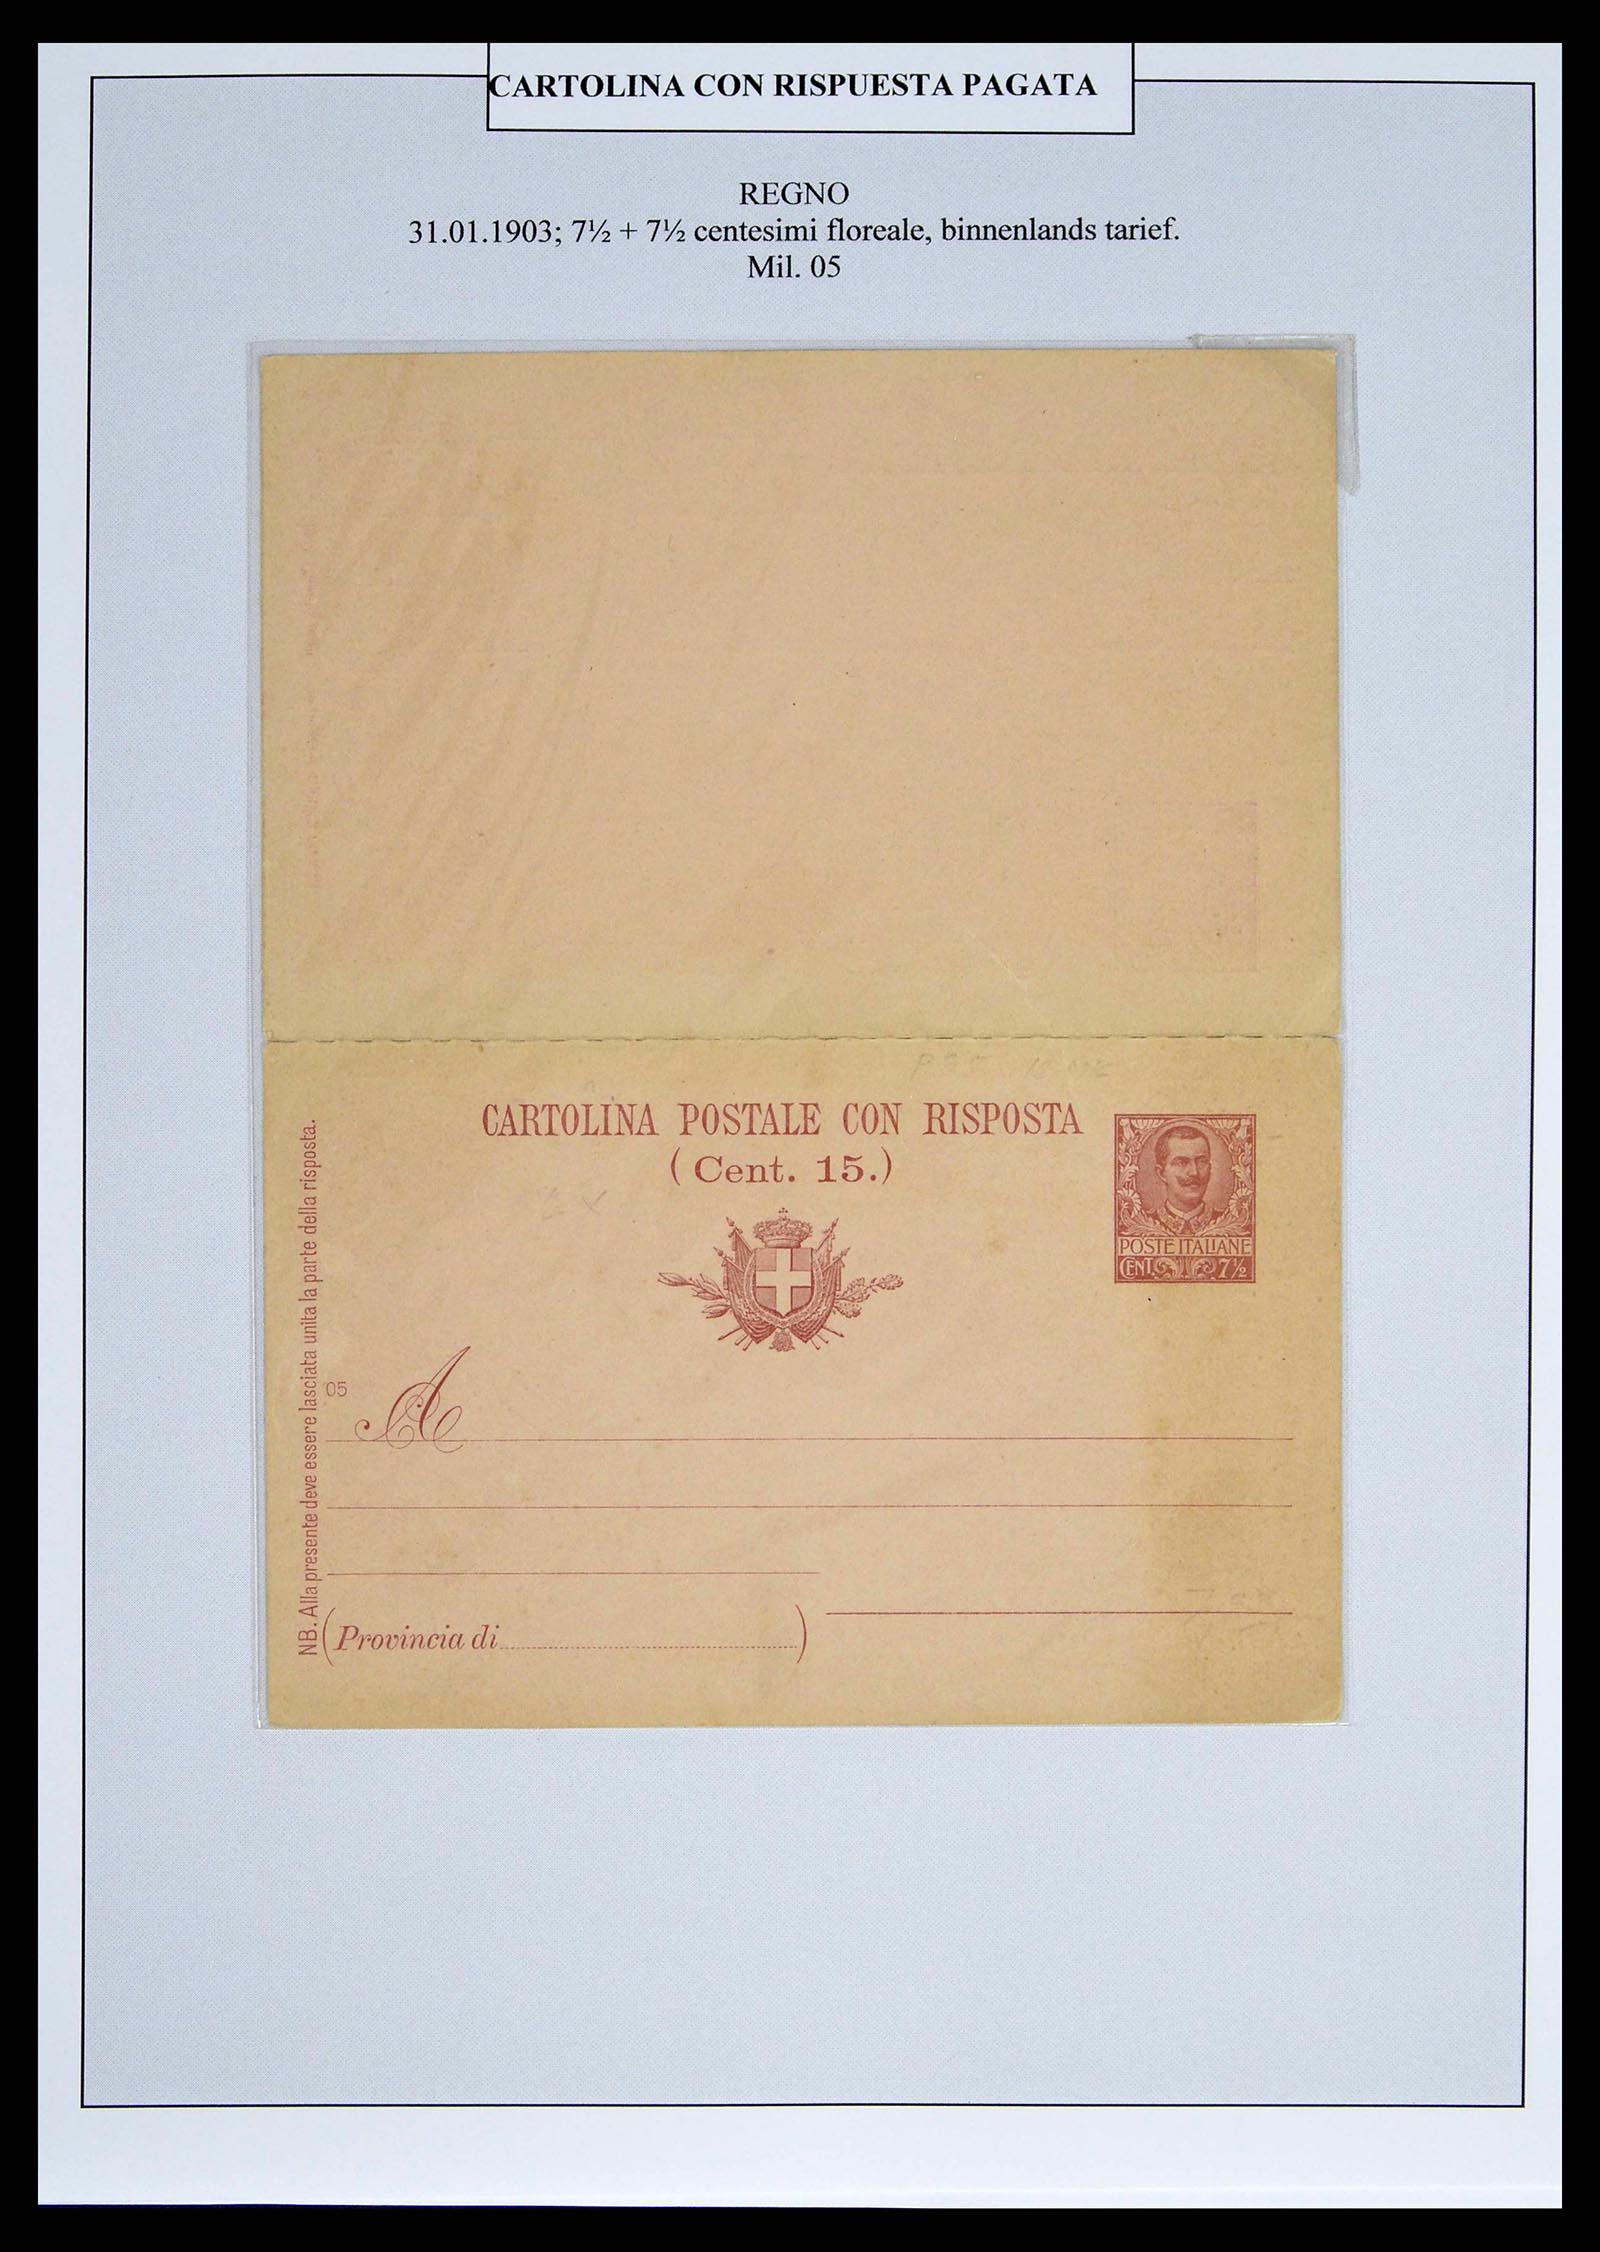 CARTOLINA CON RISPUESTA PAGATA
REGNO
31.01.1903; 7½ + 7½ centesimi floreale, binnenlands tarief.
Mil. 05
CARTOLINA POSTALE CON RISPOSTA
(Cent. 15.)
POSTE ITALIANE
CENT. 7½
NB. Alla presente deve essere lasciata unita la parte della risposta.
05
A
(Provincia di)